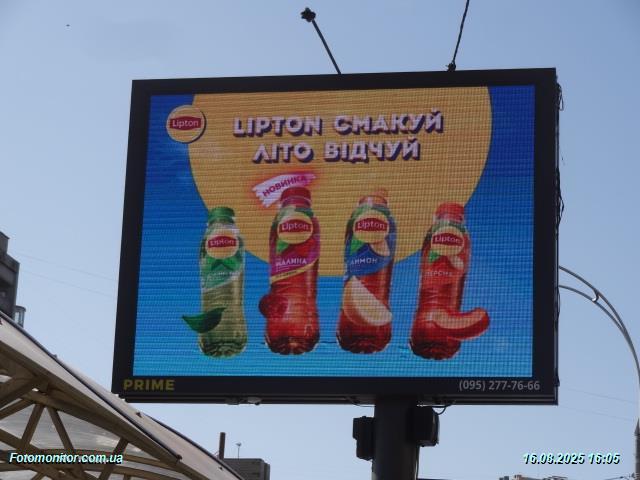 Lipton
LIPTON СМАКУЙ
ЛІТО ВІДЧУЙ
НОВИНКА
Lipton
Lipton
Lipton
Lipton
МАЛИНА
ЛИМОН
ПЕРСИК
PRIME
(095) 277-76-66
Fotomonitor.com.ua
16.08.2025 16:05